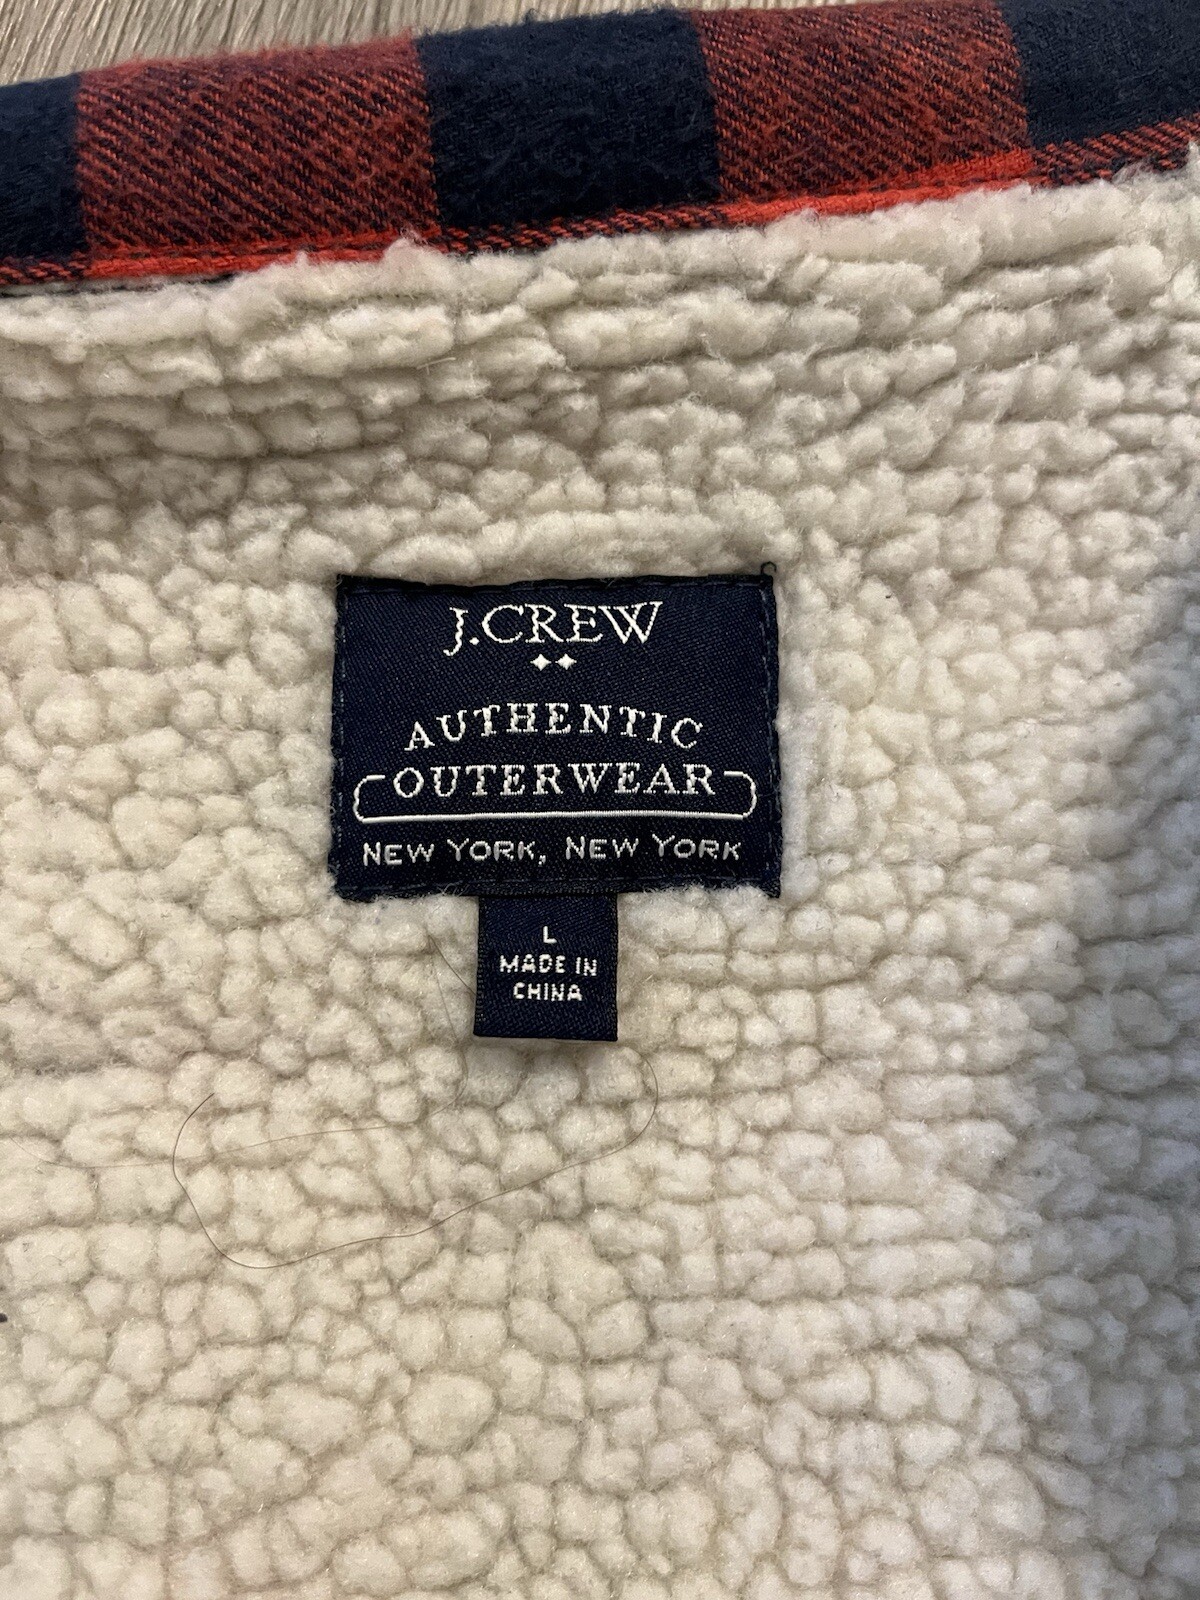 J.CREW
AUTHENTIC
OUTERWEAR
NEW YORK, NEW YORK
L
MADE IN
CHINA